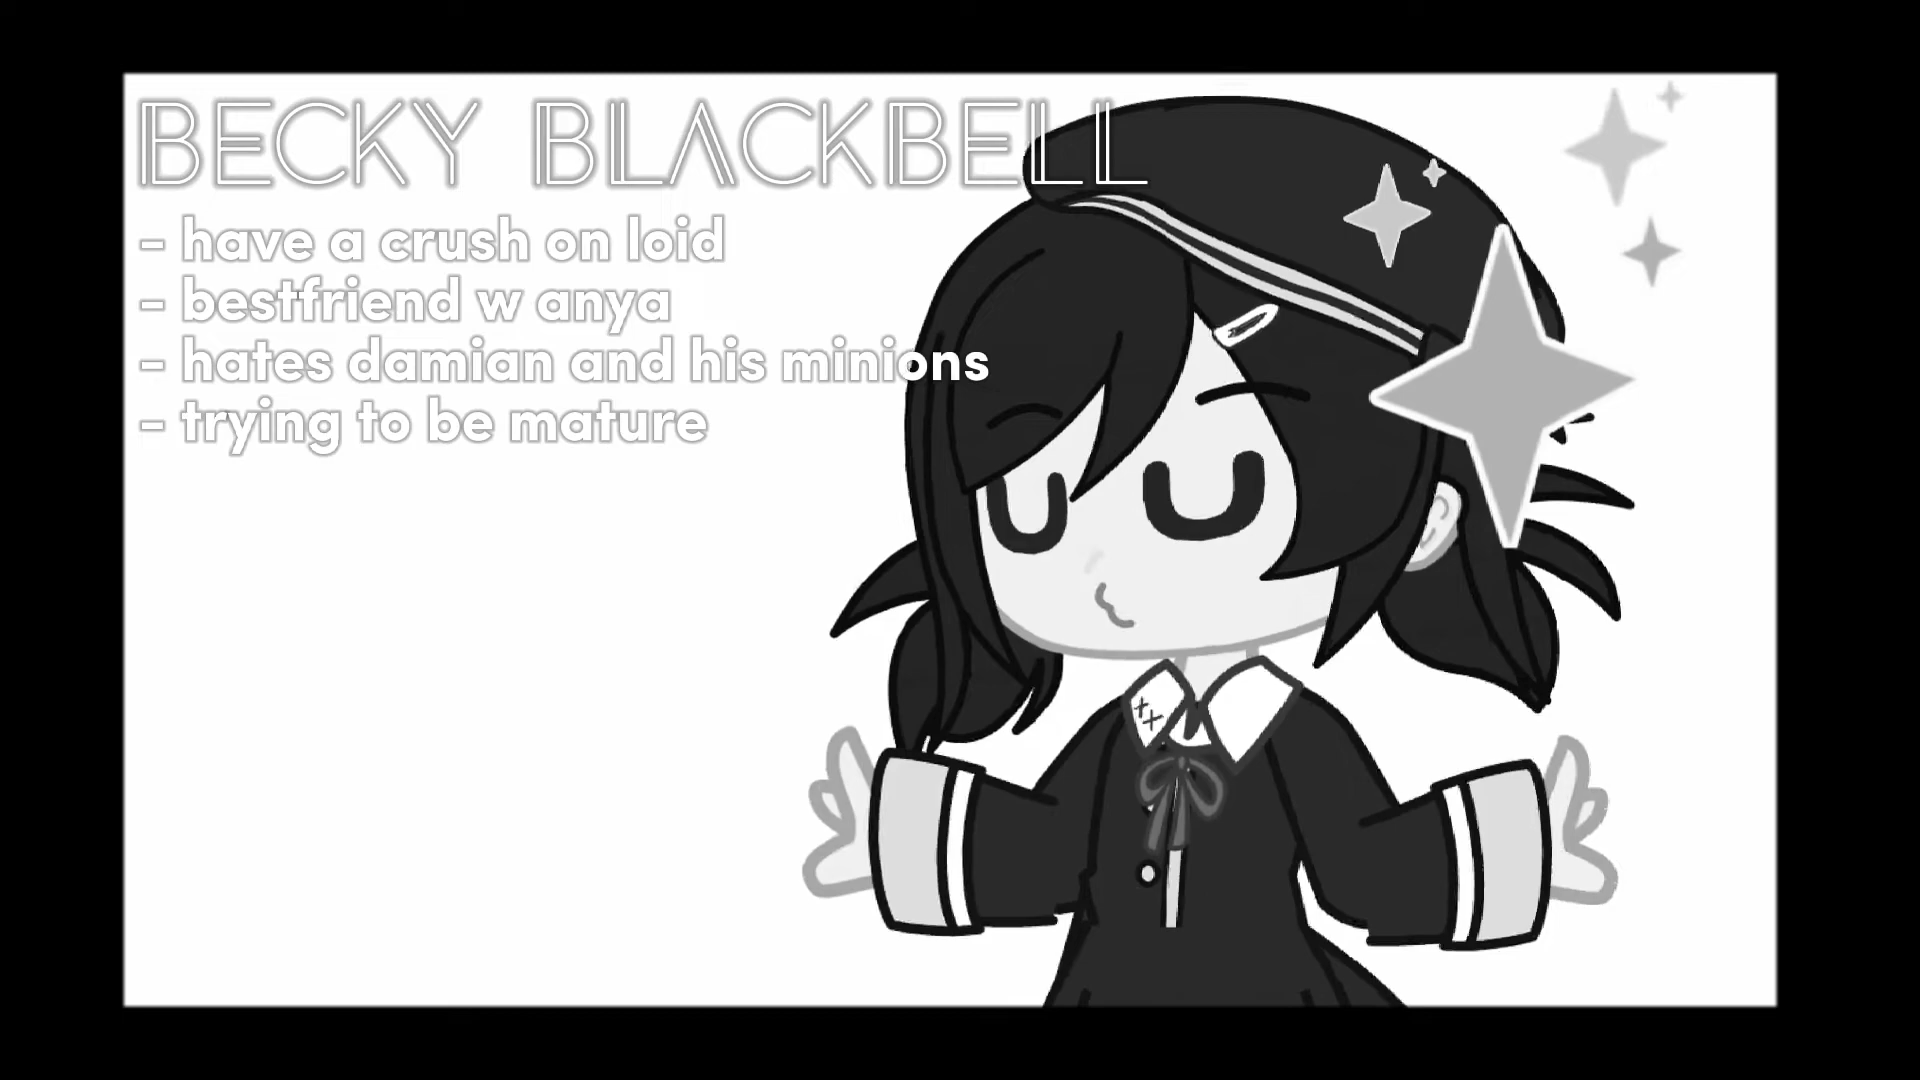 BECKY BLACKBELL
- have a crush on loid
- bestfriend w anya
- hates damian and his minions
- trying to be mature